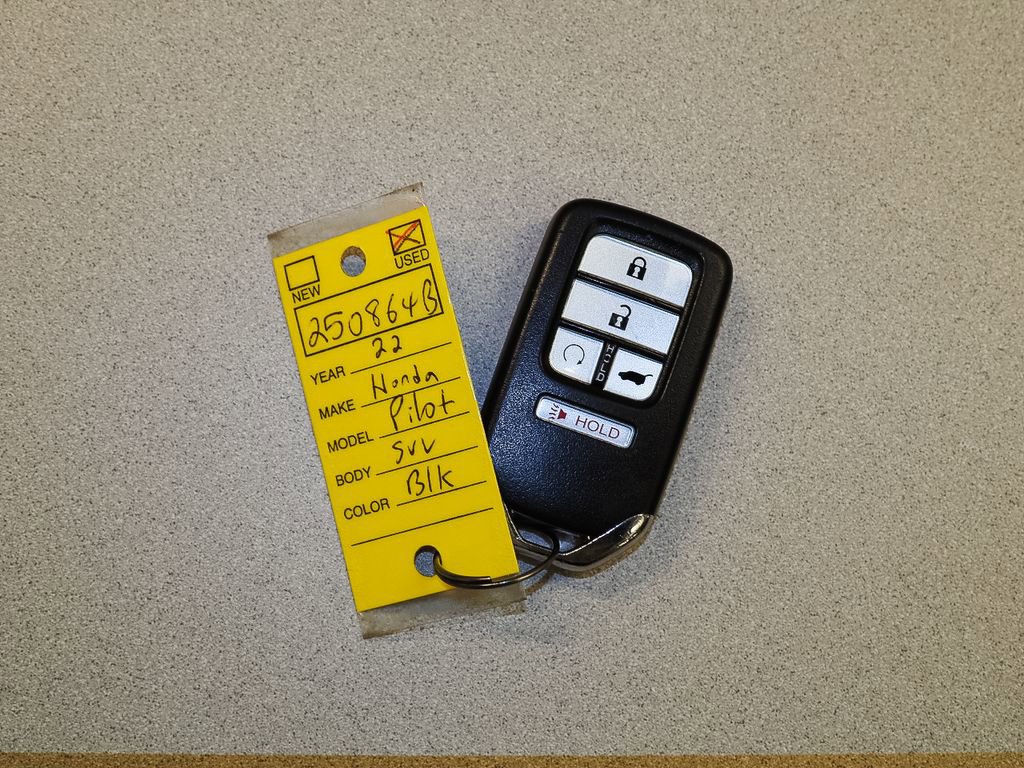 NEW
USED
250864B
YEAR 22
MAKE Honda
MODEL Pilot
BODY SUV
COLOR Blk
HOLD
HOLD